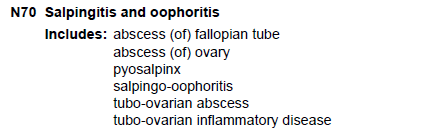 N70 Salpingitis and oophoritis
Includes: abscess (of) fallopian tube
abscess (of) ovary
pyosalpinx
salpingo-oophoritis
tubo-ovarian abscess
tubo-ovarian inflammatory disease